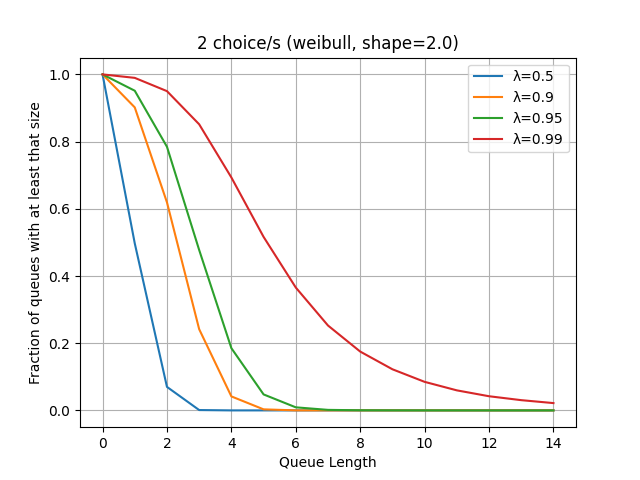 2 choice/s (weibull, shape=2.0)
λ=0.5
λ=0.9
λ=0.95
λ=0.99
Fraction of queues with at least that size
1.0
0.8
0.6
0.4
0.2
0.0
0 2 4 6 8 10 12 14
Queue Length